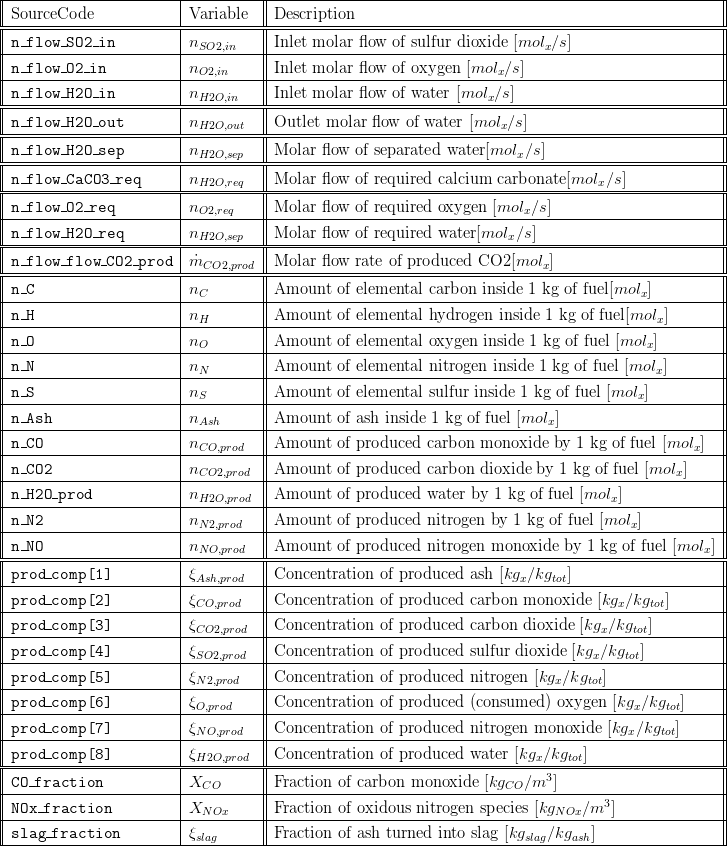 SourceCode Variable Description
n_flow_SO2_in n_{SO2,in} Inlet molar flow of sulfur dioxide [mol_x/s]
n_flow_O2_in n_{O2,in} Inlet molar flow of oxygen [mol_x/s]
n_flow_H2O_in n_{H2O,in} Inlet molar flow of water [mol_x/s]
n_flow_H2O_out n_{H2O,out} Outlet molar flow of water [mol_x/s]
n_flow_H2O_sep n_{H2O,sep} Molar flow of separated water[mol_x/s]
n_flow_CaCO3_req n_{H2O,req} Molar flow of required calcium carbonate[mol_x/s]
n_flow_O2_req n_{O2,req} Molar flow of required oxygen [mol_x/s]
n_flow_H2O_req n_{H2O,sep} Molar flow of required water[mol_x/s]
n_flow_flow_CO2_prod ṁ_{CO2,prod} Molar flow rate of produced CO2[mol_x]
n_C n_C Amount of elemental carbon inside 1 kg of fuel[mol_x]
n_H n_H Amount of elemental hydrogen inside 1 kg of fuel[mol_x]
n_O n_O Amount of elemental oxygen inside 1 kg of fuel [mol_x]
n_N n_N Amount of elemental nitrogen inside 1 kg of fuel [mol_x]
n_S n_S Amount of elemental sulfur inside 1 kg of fuel [mol_x]
n_Ash n_{Ash} Amount of ash inside 1 kg of fuel [mol_x]
n_CO n_{CO,prod} Amount of produced carbon monoxide by 1 kg of fuel [mol_x]
n_CO2 n_{CO2,prod} Amount of produced carbon dioxide by 1 kg of fuel [mol_x]
n_H2O_prod n_{H2O,prod} Amount of produced water by 1 kg of fuel [mol_x]
n_N2 n_{N2,prod} Amount of produced nitrogen by 1 kg of fuel [mol_x]
n_NO n_{NO,prod} Amount of produced nitrogen monoxide by 1 kg of fuel [mol_x]
prod_comp[1] ξ_{Ash,prod} Concentration of produced ash [kg_x/kg_{tot}]
prod_comp[2] ξ_{CO,prod} Concentration of produced carbon monoxide [kg_x/kg_{tot}]
prod_comp[3] ξ_{CO2,prod} Concentration of produced carbon dioxide [kg_x/kg_{tot}]
prod_comp[4] ξ_{SO2,prod} Concentration of produced sulfur dioxide [kg_x/kg_{tot}]
prod_comp[5] ξ_{N2,prod} Concentration of produced nitrogen [kg_x/kg_{tot}]
prod_comp[6] ξ_{O,prod} Concentration of produced (consumed) oxygen [kg_x/kg_{tot}]
prod_comp[7] ξ_{NO,prod} Concentration of produced nitrogen monoxide [kg_x/kg_{tot}]
prod_comp[8] ξ_{H2O,prod} Concentration of produced water [kg_x/kg_{tot}]
CO_fraction X_{CO} Fraction of carbon monoxide [kg_{CO}/m³]
NOx_fraction X_{NOx} Fraction of oxidous nitrogen species [kg_{NOx}/m³]
slag_fraction ξ_{slag} Fraction of ash turned into slag [kg_{slag}/kg_{ash}]